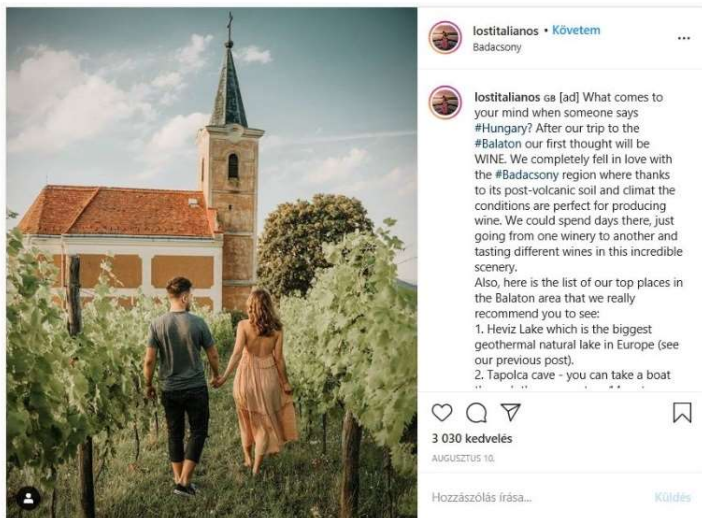 lostitalianos • Követem
Badacsony
lostitalianos GB [ad] What comes to
your mind when someone says
#Hungary? After our trip to the
#Balaton our first thought will be
WINE. We completely fell in love with
the #Badacsony region where thanks
to its post-volcanic soil and climat the
conditions are perfect for producing
wine. We could spend days there, just
going from one winery to another and
tasting different wines in this incredible
scenery.
Also, here is the list of our top places in
the Balaton area that we really
recommend you to see:
1. Heviz Lake which is the biggest
geothermal natural lake in Europe (see
our previous post).
2. Tapolca cave - you can take a boat
3 030 kedvelés
AUGUSZTUS 10.
Hozzászólás írása...
Küldés